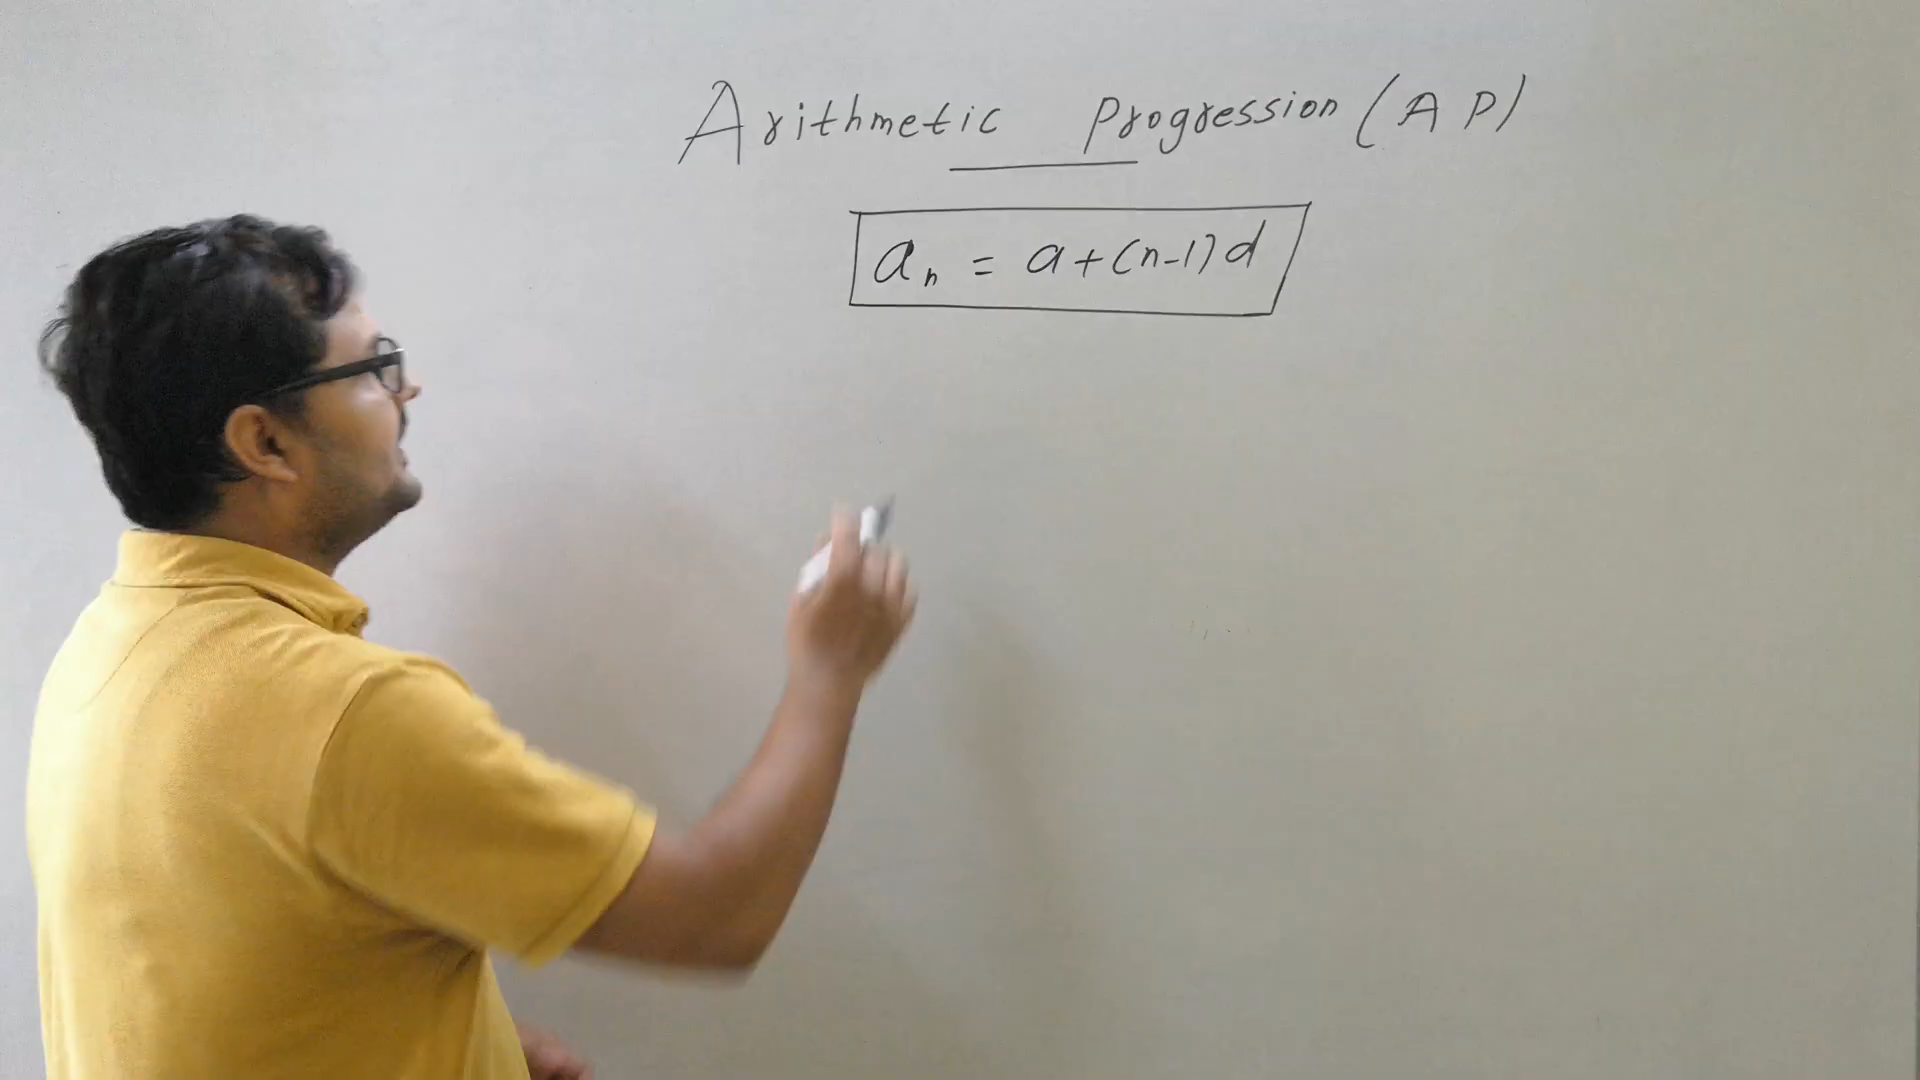 Arithmetic Progression (AP)
aₙ = a+(n-1)d